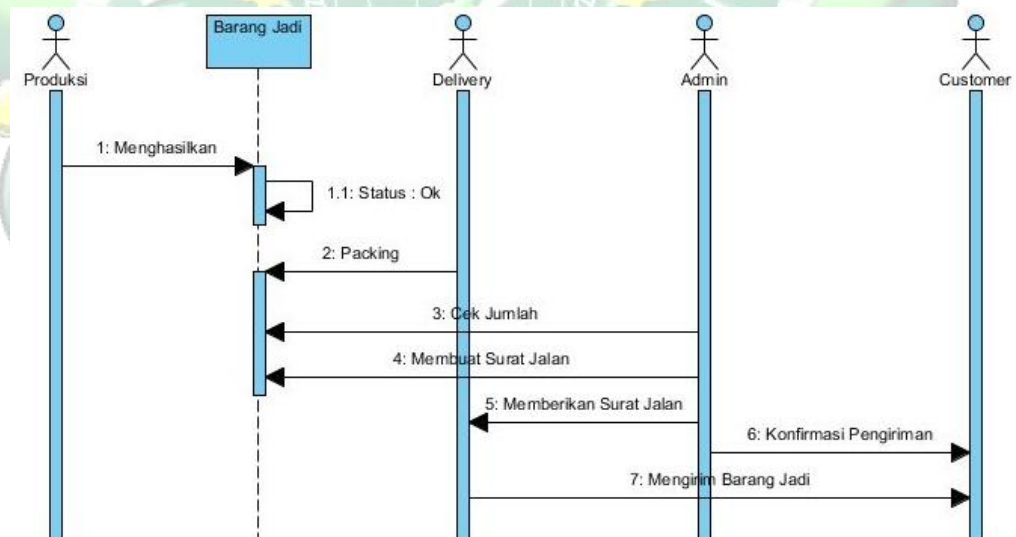 Barang Jadi
Produksi
Delivery
Admin
Customer
1: Menghasilkan
1.1: Status : Ok
2: Packing
3: Cek Jumlah
4: Membuat Surat Jalan
5: Memberikan Surat Jalan
6: Konfirmasi Pengiriman
7: Mengirim Barang Jadi